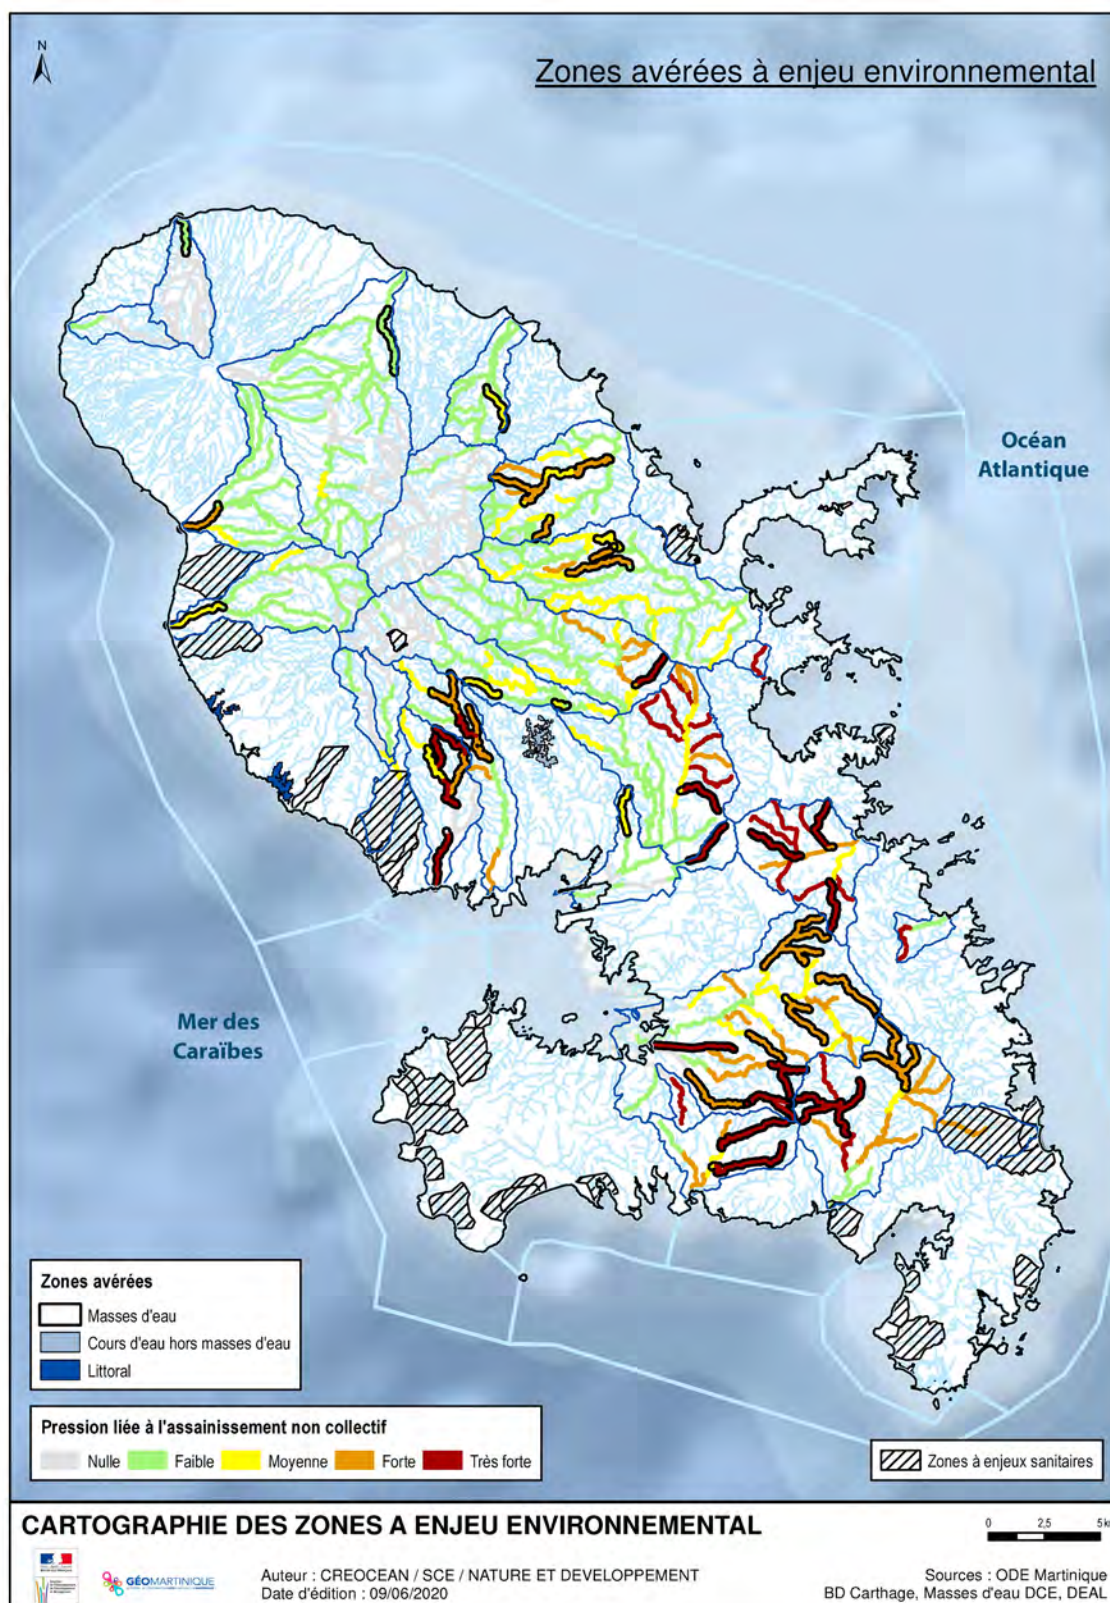 N
Zones avérées à enjeu environnemental
Océan
Atlantique
Mer des
Caraïbes
Zones avérées
Masses d'eau
Cours d'eau hors masses d'eau
Littoral
Pression liée à l'assainissement non collectif
Nulle Faible Moyenne Forte Très forte
Zones à enjeux sanitaires
CARTOGRAPHIE DES ZONES A ENJEU ENVIRONNEMENTAL
0 2,5 5 k
GÉOMARTINIQUE
Auteur : CREOCEAN / SCE / NATURE ET DEVELOPPEMENT
Date d'édition : 09/06/2020
Sources : ODE Martinique
BD Carthage, Masses d'eau DCE, DEAL